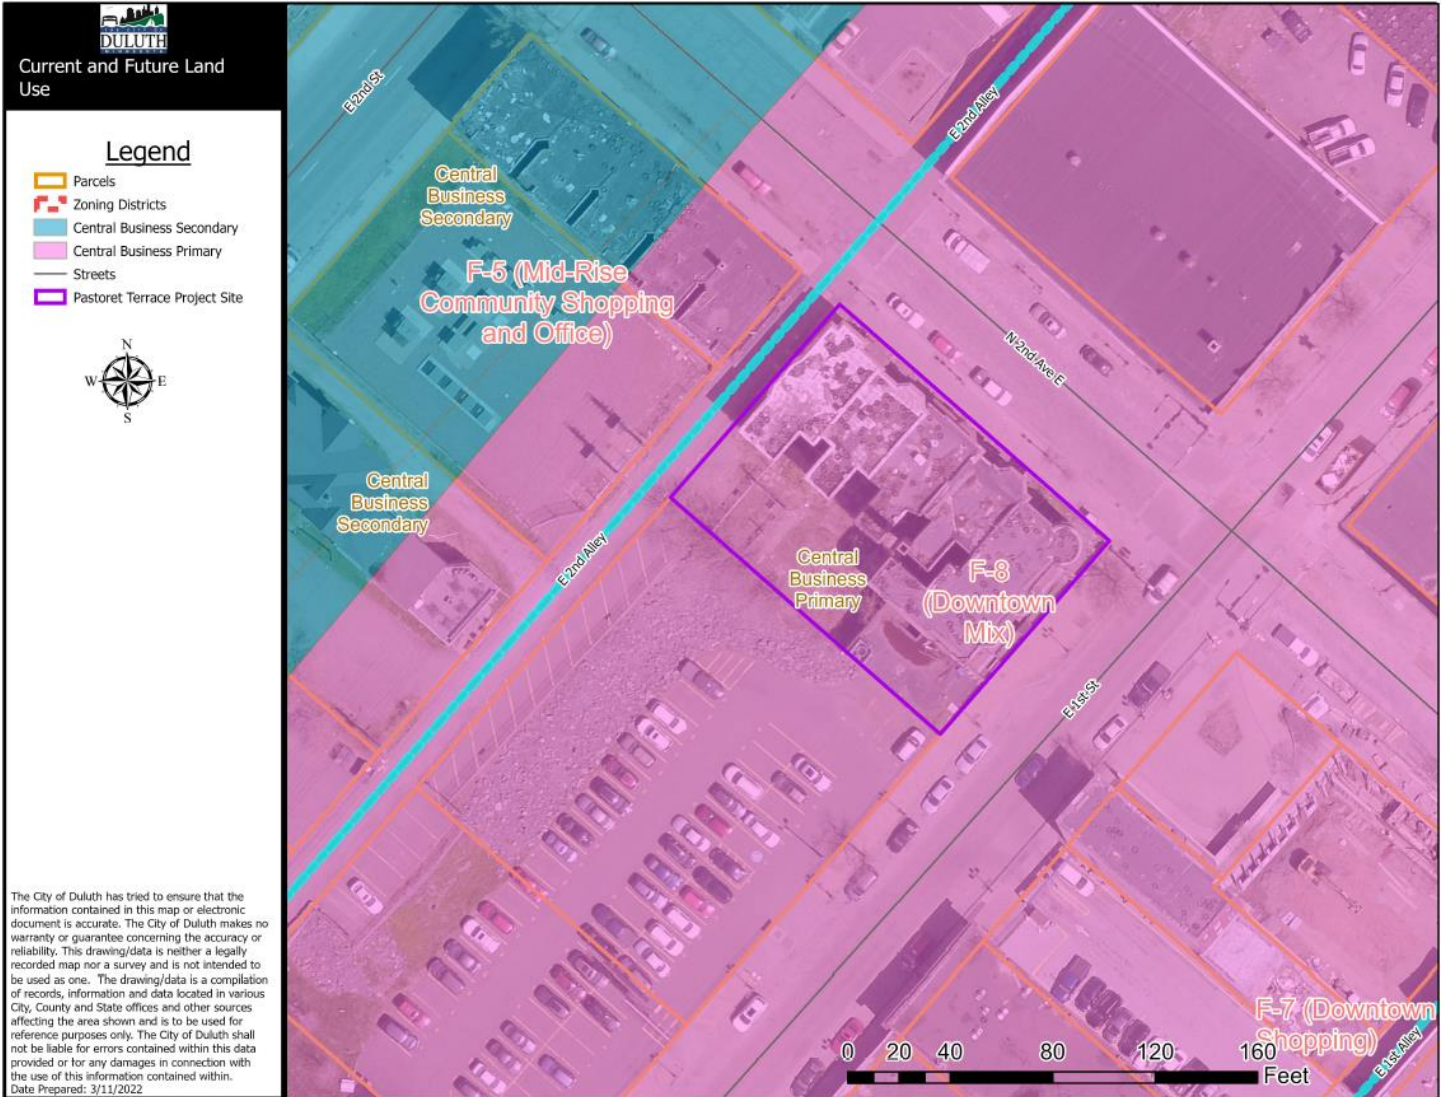 THE CITY OF
DULUTH
MINNESOTA
Current and Future Land
Use
Legend
Parcels
Zoning Districts
Central Business Secondary
Central Business Primary
Streets
Pastoret Terrace Project Site
N
W
E
S
The City of Duluth has tried to ensure that the
information contained in this map or electronic
document is accurate. The City of Duluth makes no
warranty or guarantee concerning the accuracy or
reliability. This drawing/data is neither a legally
recorded map nor a survey and is not intended to
be used as one. The drawing/data is a compilation
of records, information and data located in various
City, County and State offices and other sources
affecting the area shown and is to be used for
reference purposes only. The City of Duluth shall
not be liable for errors contained within this data
provided or for any damages in connection with
the use of this information contained within.
Date Prepared: 3/11/2022
E 2nd St
E 2nd Alley
Central
Business
Secondary
F-5 (Mid-Rise
Community Shopping
and Office)
N 2nd Ave E
Central
Business
Secondary
E 2nd Alley
Central
Business
Primary
F-8
(Downtown
Mix)
E 1st St
F-7 (Downtown
Shopping)
E 1st Alley
0 20 40 80 120 160
Feet